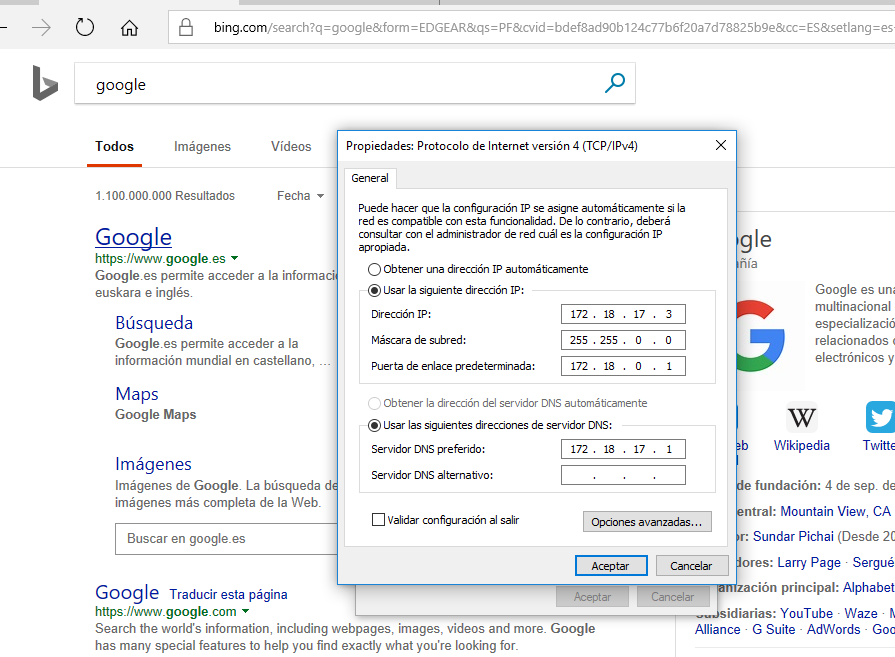 bing.com/search?q=google&form=EDGEAR&qs=PF&cvid=bdef8ad90b124c77b6f20a7d78825b9e&cc=ES&setlang=es-
google
Todos Imágenes Vídeos
1.100.000.000 Resultados Fecha
Google
https://www.google.es
Google.es permite acceder a la
euskara e inglés.
Búsqueda
Google.es permite acceder a la
información mundial en castellano, ...
Maps
Google Maps
Imágenes
Imágenes de Google. La búsqueda de
imágenes más completa de la Web.
Buscar en google.es
Google Traducir esta página
https://www.google.com
Search the world's information, including webpages, images, videos and more. Google
has many special features to help you find exactly what you're looking for.
Propiedades: Protocolo de Internet versión 4 (TCP/IPv4)
General
Puede hacer que la configuración IP se asigne automáticamente si la
red es compatible con esta funcionalidad. De lo contrario, deberá
consultar con el administrador de red cuál es la configuración IP
apropiada.
Obtener una dirección IP automáticamente
Usar la siguiente dirección IP:
Dirección IP: 172 . 18 . 17 . 3
Máscara de subred: 255 . 255 . 0 . 0
Puerta de enlace predeterminada: 172 . 18 . 0 . 1
Obtener la dirección del servidor DNS automáticamente
Usar las siguientes direcciones de servidor DNS:
Servidor DNS preferido: 172 . 18 . 17 . 1
Servidor DNS alternativo: . . .
Validar configuración al salir Opciones avanzadas...
Aceptar Cancelar
Aceptar Cancelar
gle
ñía
Google es una
multinacional
relacionados
electrónicos y
W
Wikipedia
de fundación: 4 de sep. de
entral: Mountain View, CA
Sundar Pichai (Desde 20
dores: Larry Page · Sergué
anización principal: Alphabet
Subsidiarias: YouTube · Waze ·
Alliance · G Suite · AdWords · Goo